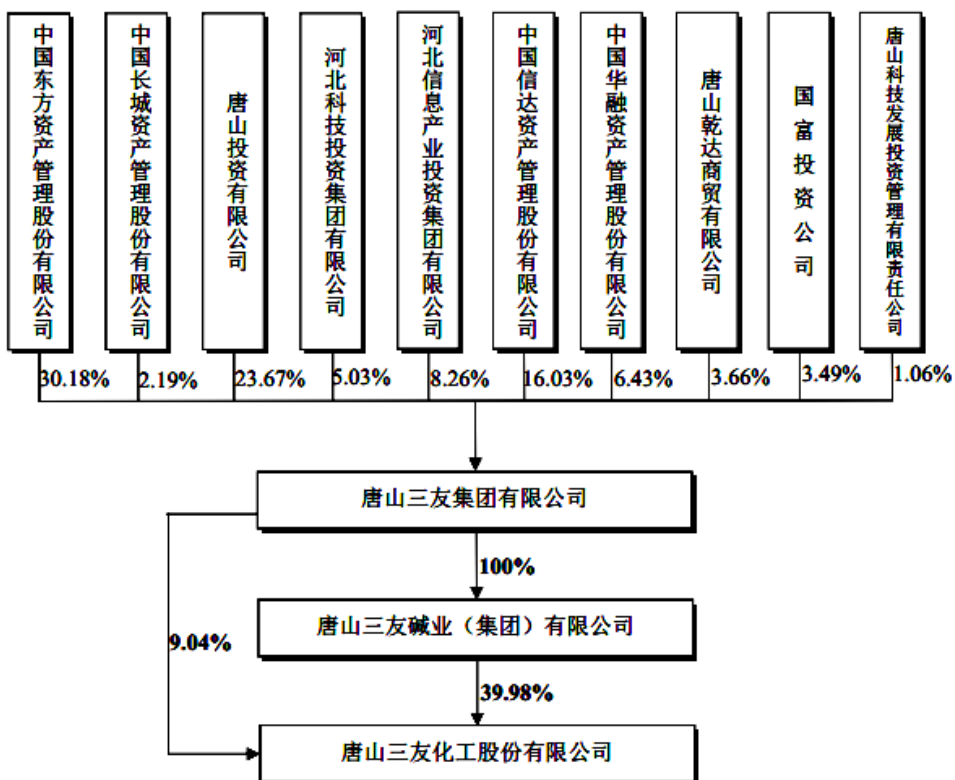 中国东方资产管理股份有限公司
中国长城资产管理股份有限公司
唐山投资有限公司
河北科技投资集团有限公司
河北信息产业投资集团有限公司
中国信达资产管理股份有限公司
中国华融资产管理股份有限公司
唐山乾达商贸有限公司
国富投资公司
唐山科技发展投资管理有限责任公司
30.18%
2.19%
23.67%
5.03%
8.26%
16.03%
6.43%
3.66%
3.49%
1.06%
唐山三友集团有限公司
100%
唐山三友碱业（集团）有限公司
9.04%
39.98%
唐山三友化工股份有限公司